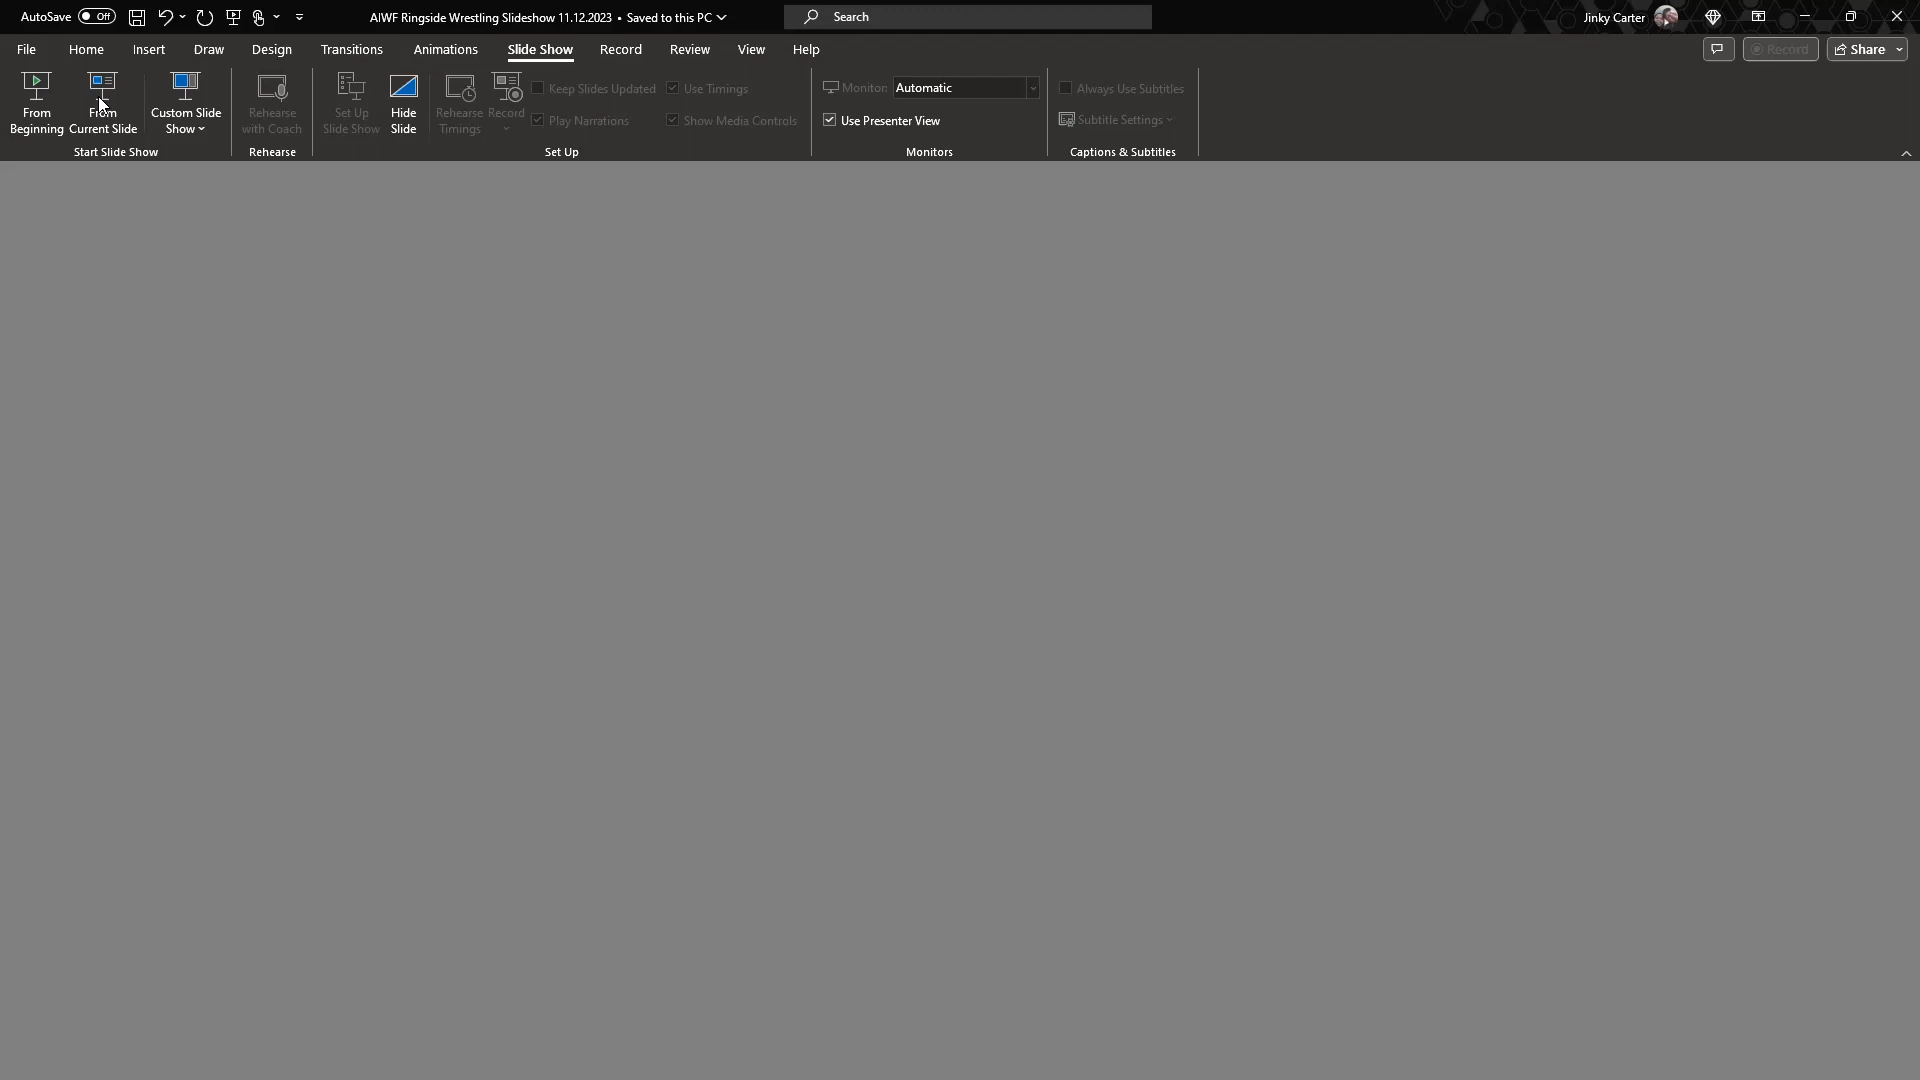 AutoSave Off AIWF Ringside Wrestling Slideshow 11.12.2023 • Saved to this PC Search Jinky Carter
File Home Insert Draw Design Transitions Animations Slide Show Record Review View Help Record Share
From Beginning
From Current Slide
Custom Slide Show
Start Slide Show
Rehearse with Coach
Rehearse
Set Up Slide Show
Hide Slide
Rehearse Timings
Record
Keep Slides Updated
Play Narrations
Use Timings
Show Media Controls
Set Up
Monitor: Automatic
Use Presenter View
Monitors
Always Use Subtitles
Subtitle Settings
Captions & Subtitles